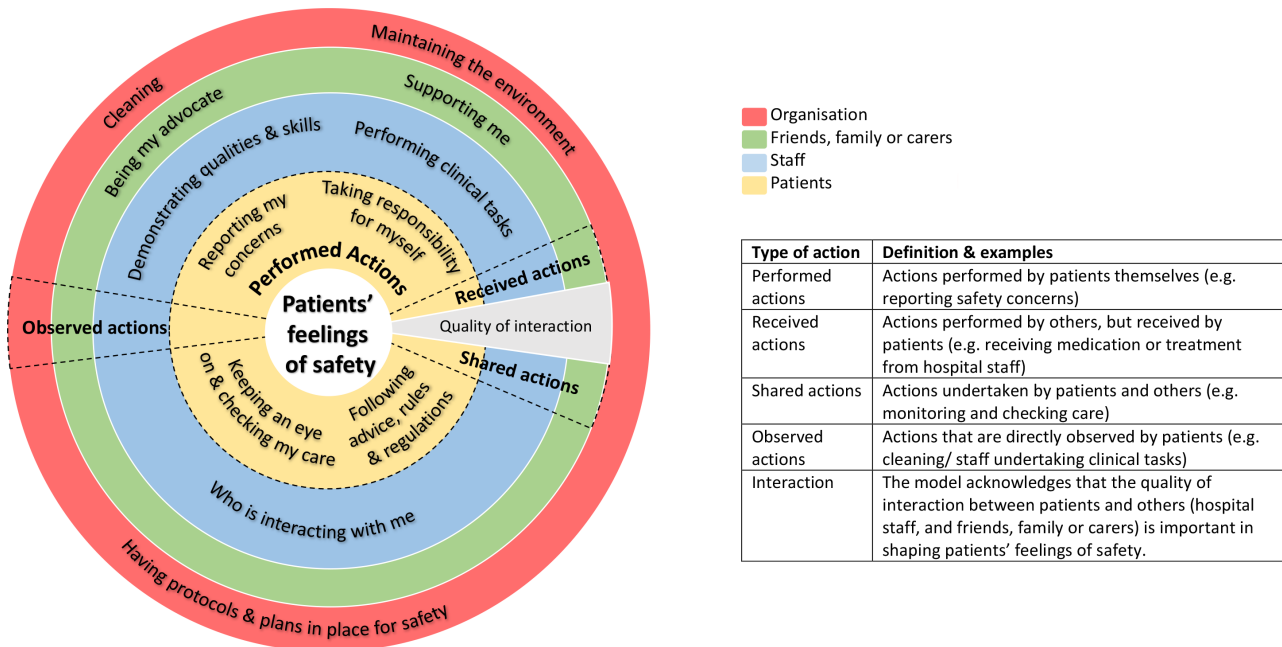 Maintaining the environment
Cleaning
Having protocols & plans in place for safety
Supporting me
Being my advocate
Performing clinical tasks
Demonstrating qualities & skills
Who is interacting with me
Taking responsibility
for myself
Reporting my
concerns
Performed Actions
Received actions
Observed actions
Patients’
feelings
of safety
Quality of interaction
Shared actions
Keeping an eye
on & checking my care
Following
advice, rules
& regulations
Organisation
Friends, family or carers
Staff
Patients
Type of action
Definition & examples
Performed
actions
Actions performed by patients themselves (e.g.
reporting safety concerns)
Received
actions
Actions performed by others, but received by
patients (e.g. receiving medication or treatment
from hospital staff)
Shared actions
Actions undertaken by patients and others (e.g.
monitoring and checking care)
Observed
actions
Actions that are directly observed by patients (e.g.
cleaning/ staff undertaking clinical tasks)
Interaction
The model acknowledges that the quality of
interaction between patients and others (hospital
staff, and friends, family or carers) is important in
shaping patients’ feelings of safety.